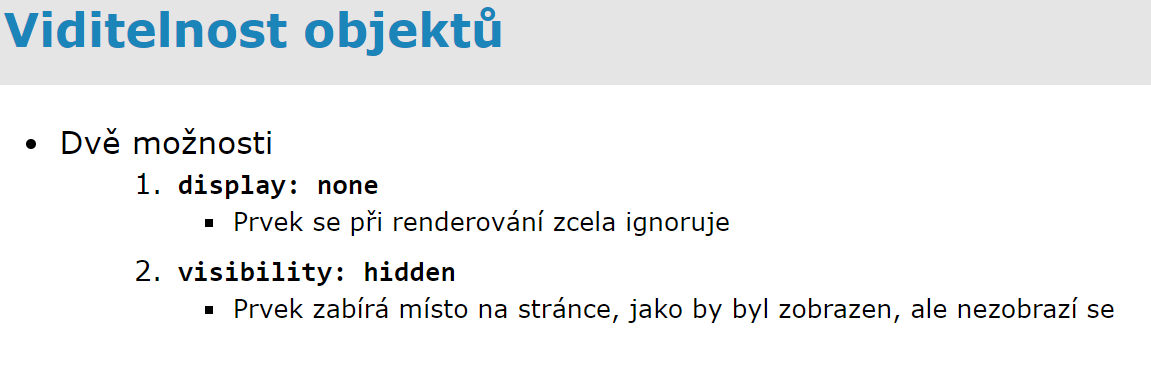 Viditelnost objektů
• Dvě možnosti
1. display: none
▪ Prvek se při renderování zcela ignoruje
2. visibility: hidden
▪ Prvek zabírá místo na stránce, jako by byl zobrazen, ale nezobrazí se